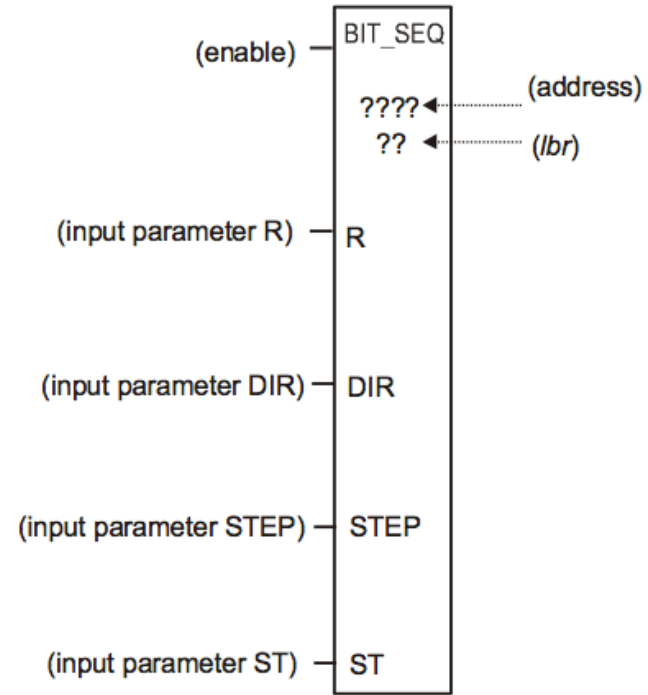 BIT_SEQ
(enable)
????
(address)
??
(lbr)
(input parameter R)
R
(input parameter DIR)
DIR
(input parameter STEP)
STEP
(input parameter ST)
ST